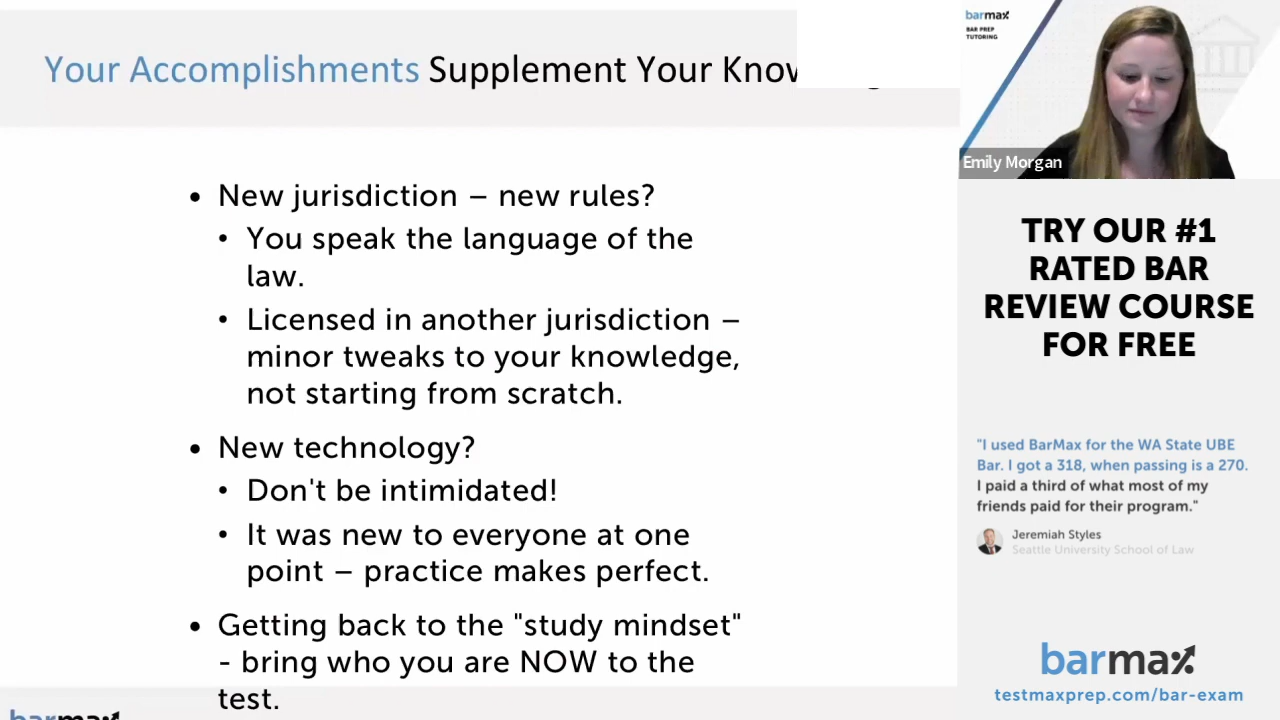 Your Accomplishments Supplement Your
• New jurisdiction – new rules?
• You speak the language of the
law.
• Licensed in another jurisdiction –
minor tweaks to your knowledge,
not starting from scratch.
• New technology?
• Don't be intimidated!
• It was new to everyone at one
point – practice makes perfect.
• Getting back to the "study mindset"
- bring who you are NOW to the
test.
barmax
barmax
BAR PREP
TUTORING
Emily Morgan
TRY OUR #1
RATED BAR
REVIEW COURSE
FOR FREE
"I used BarMax for the WA State UBE
Bar. I got a 318, when passing is a 270.
I paid a third of what most of my
friends paid for their program."
Jeremiah Styles
Seattle University School of Law
barmax
testmaxprep.com/bar-exam